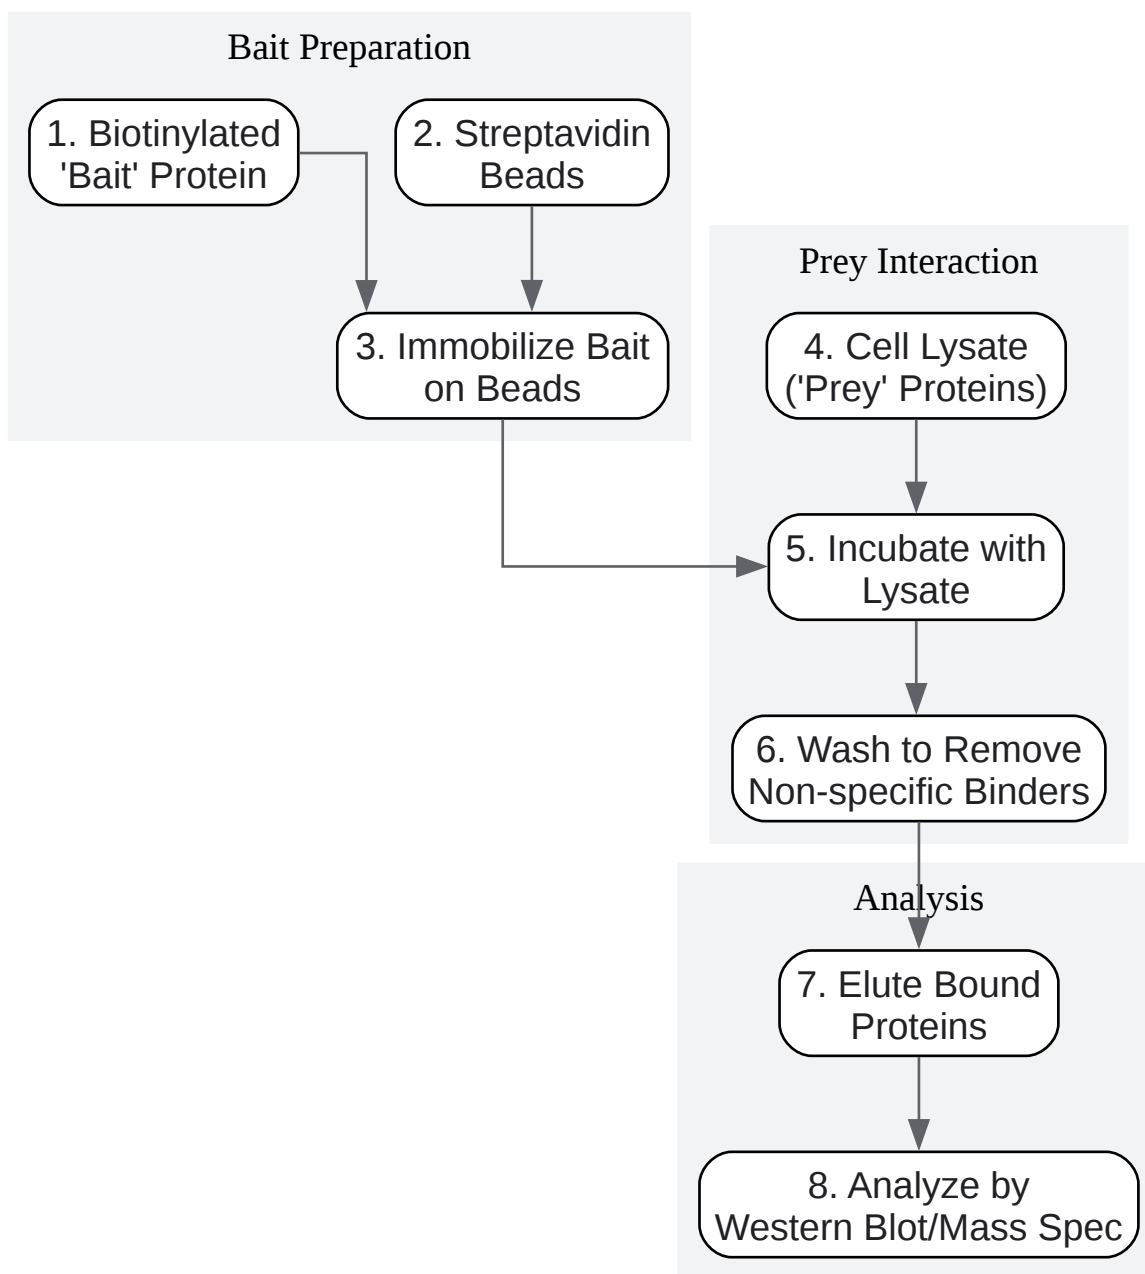 Bait Preparation
1. Biotinylated
'Bait' Protein
2. Streptavidin
Beads
3. Immobilize Bait
on Beads
Prey Interaction
4. Cell Lysate
('Prey' Proteins)
5. Incubate with
Lysate
6. Wash to Remove
Non-specific Binders
Analysis
7. Elute Bound
Proteins
8. Analyze by
Western Blot/Mass Spec